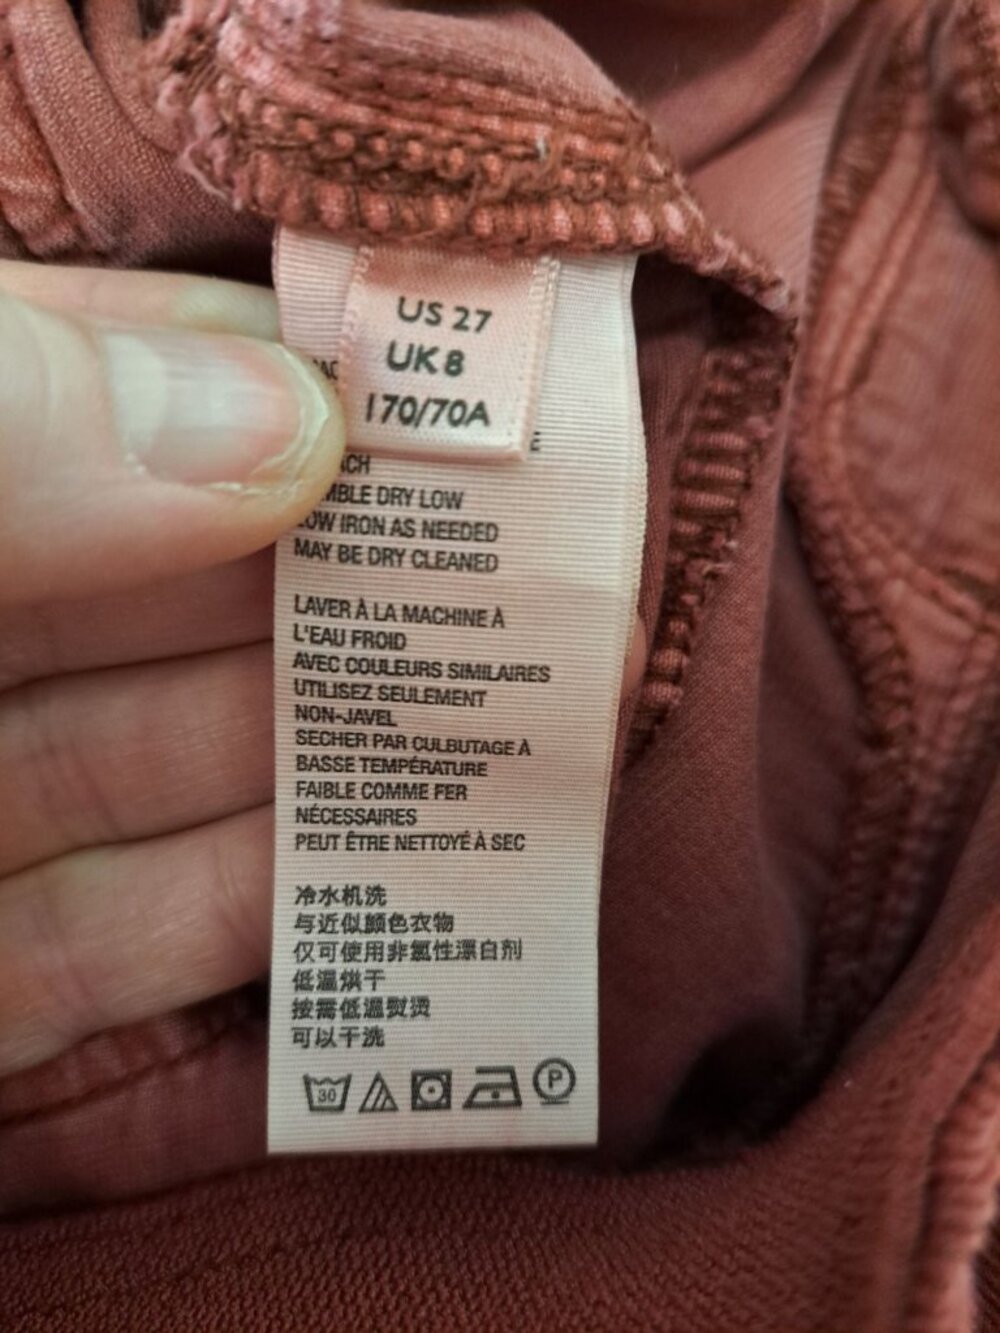 US 27
UK 8
170/70A
DRY LOW
IRON AS NEEDED
MAY BE DRY CLEANED
LAVER À LA MACHINE À
L'EAU FROID
AVEC COULEURS SIMILAIRES
UTILISEZ SEULEMENT
NON-JAVEL
SECHER PAR CULBUTAGE À
BASSE TEMPÉRATURE
FAIBLE COMME FER
NÉCESSAIRES
PEUT ÊTRE NETTOYÉ À SEC
冷水机洗
与近似颜色衣物
仅可使用非氯性漂白剂
低温烘干
按需低温熨烫
可以干洗
30 P